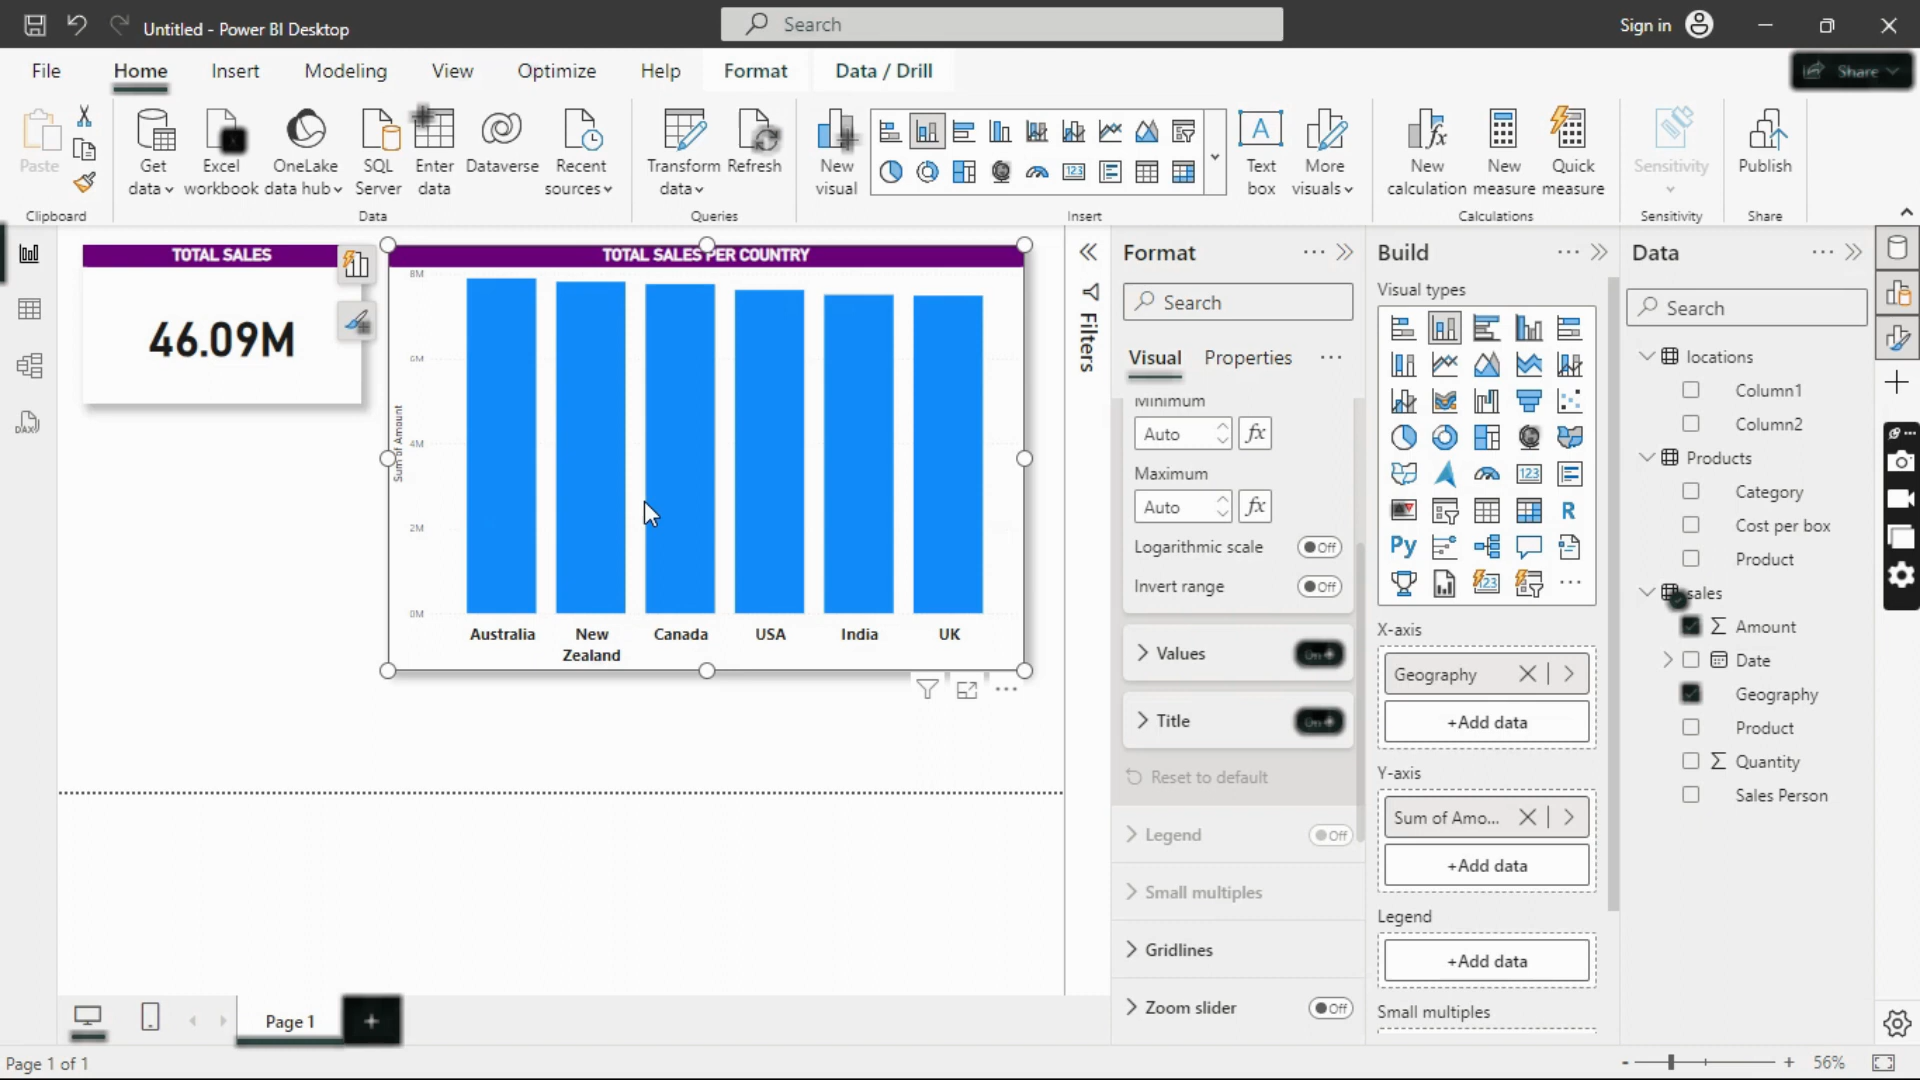 Untitled - Power BI Desktop
Search
Sign in
File
Home
Insert
Modeling
View
Optimize
Help
Format
Data / Drill
Share
Paste
Get data
Excel workbook
OneLake data hub
SQL Server
Enter data
Dataverse
Recent sources
Transform data
Refresh
New visual
Text box
More visuals
New calculation
New measure
Quick measure
Sensitivity
Publish
Clipboard
Data
Queries
Insert
Calculations
Sensitivity
Share
TOTAL SALES
46.09M
TOTAL SALES PER COUNTRY
8M
6M
4M
2M
0M
Sum of Amount
Australia
New Zealand
Canada
USA
India
UK
Filters
Format
Search
Visual
Properties
Minimum
Auto
Maximum
Auto
Logarithmic scale
Off
Invert range
Off
Values
On
Title
On
Reset to default
Legend
Off
Small multiples
Gridlines
Zoom slider
Off
Build
Visual types
123
R
Py
123
X-axis
Geography
+Add data
Y-axis
Sum of Amo...
+Add data
Legend
+Add data
Small multiples
Data
Search
locations
Column1
Column2
Products
Category
Cost per box
Product
sales
Amount
Date
Geography
Product
Quantity
Sales Person
DAX
Page 1
Page 1 of 1
56%